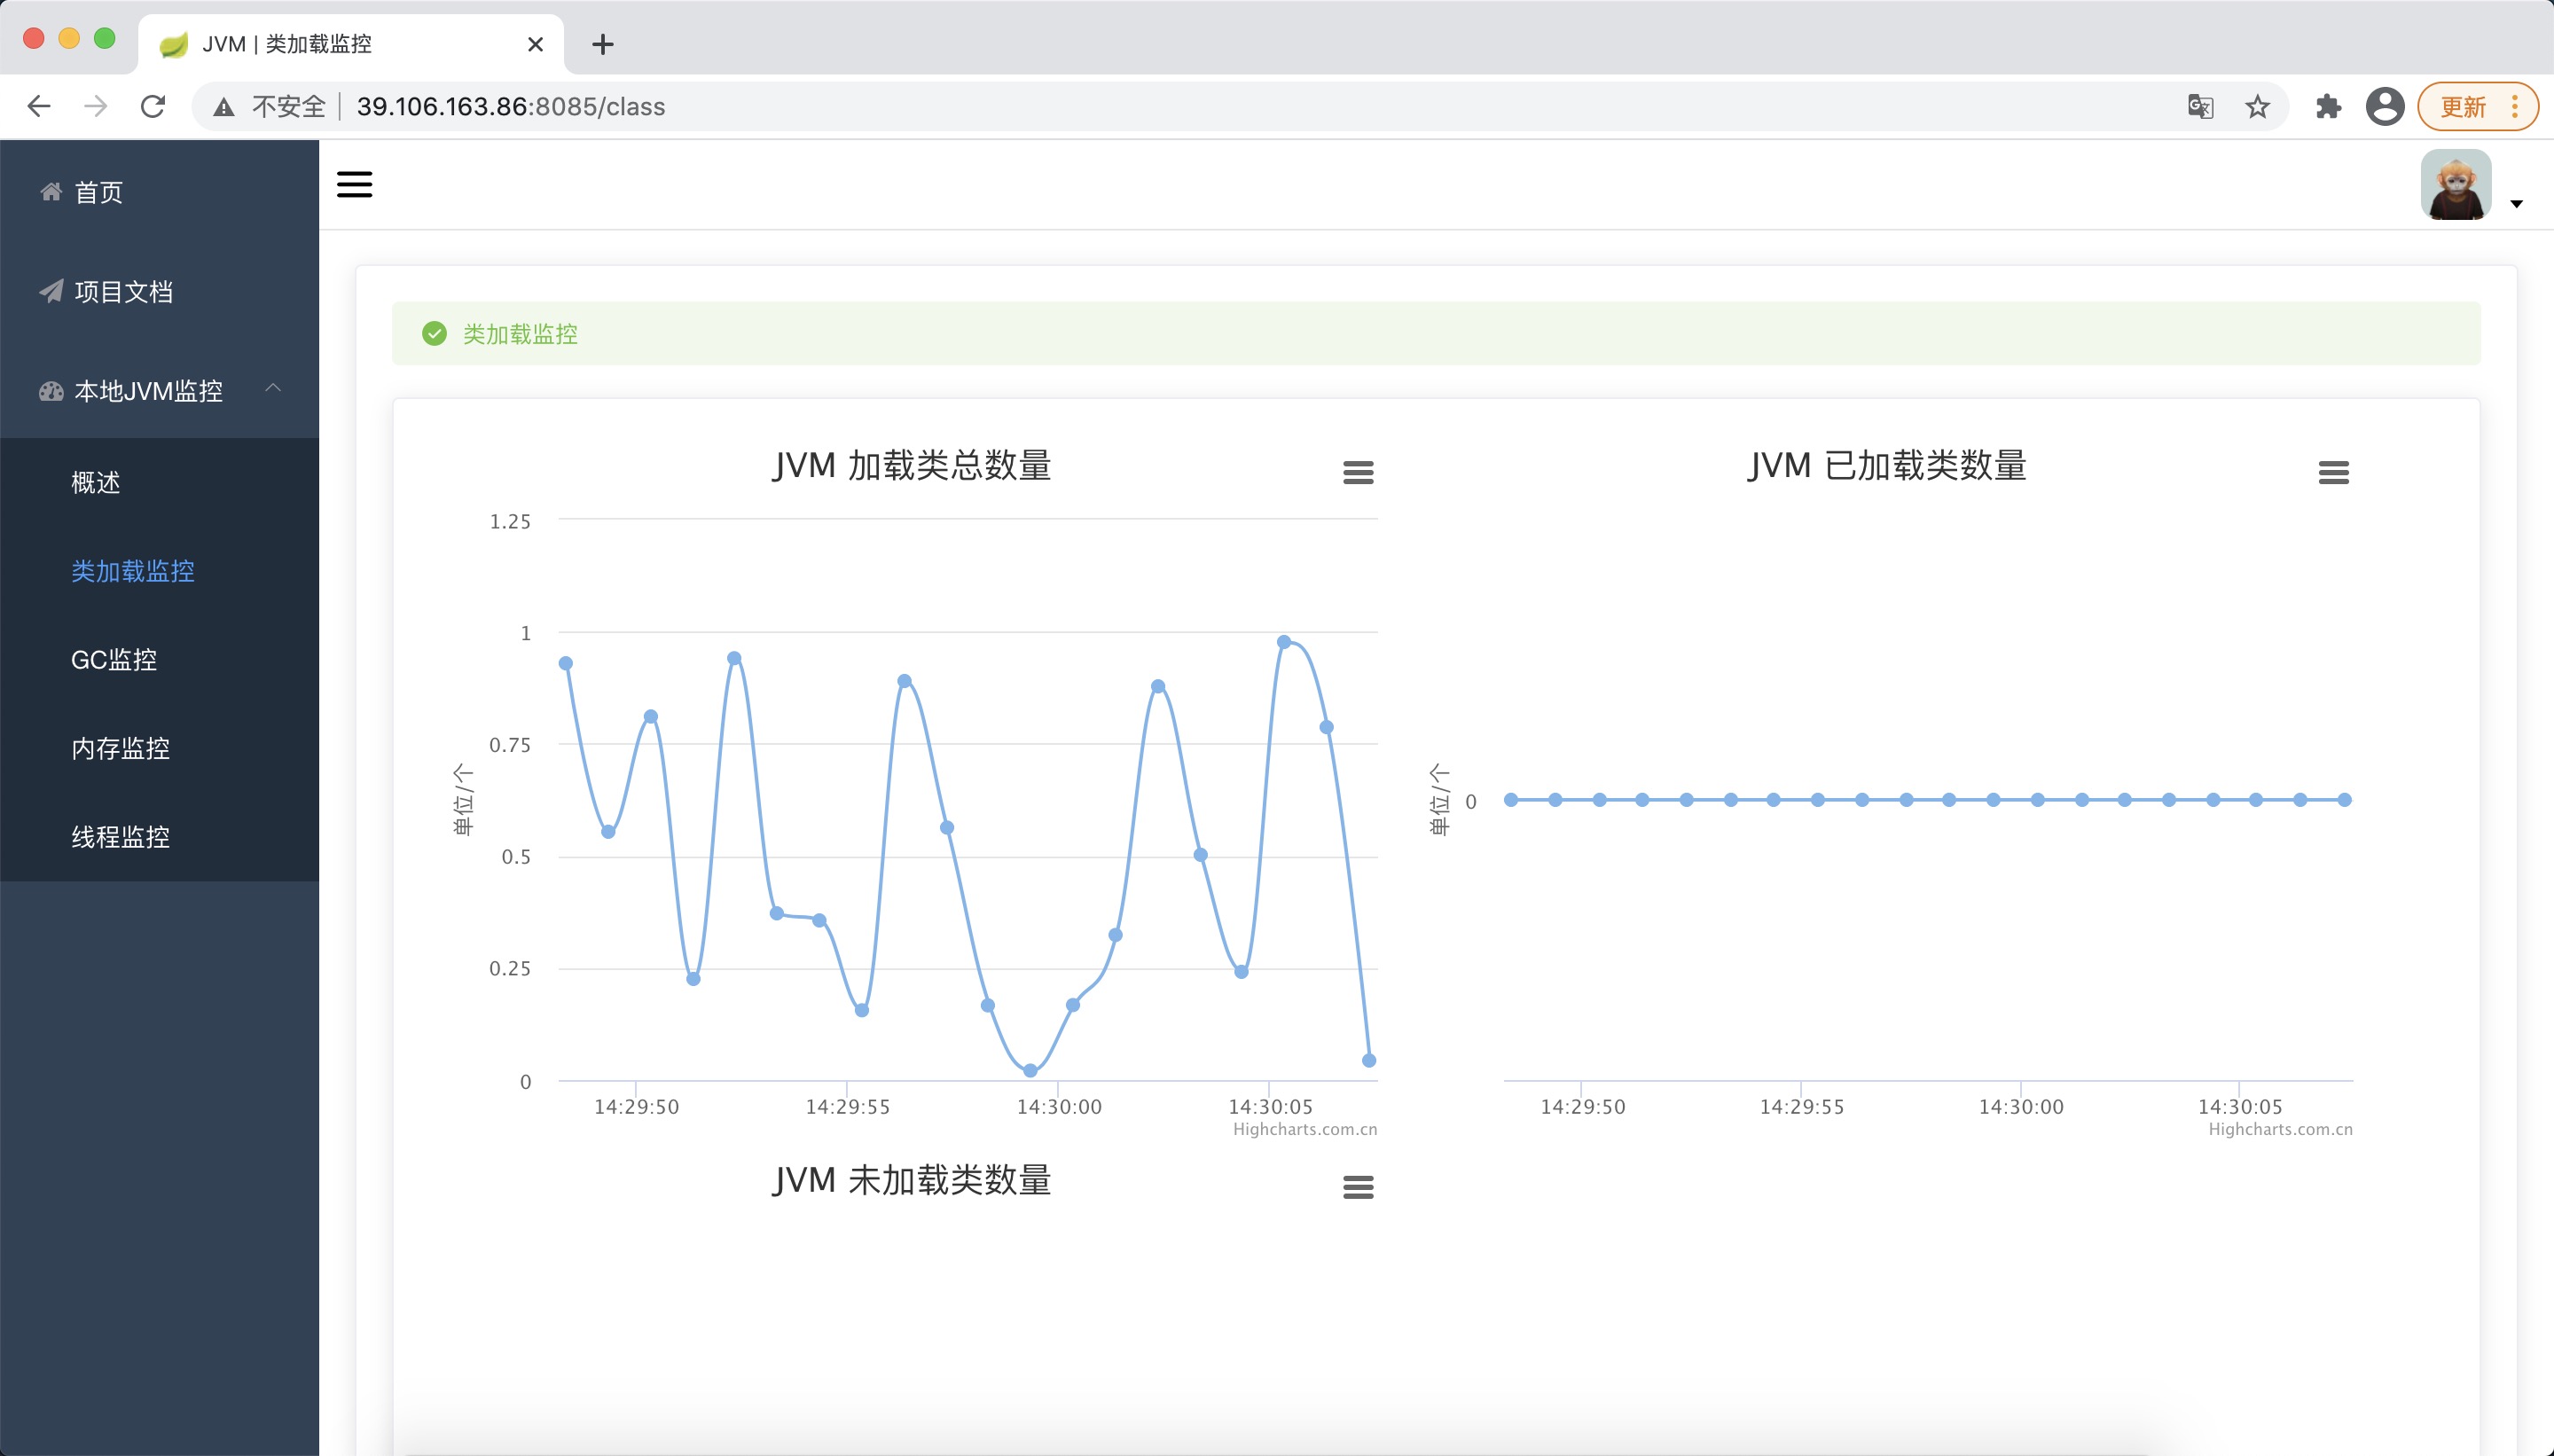 JVM | 类加载监控
不安全 39.106.163.86:8085/class
更新
首页
项目文档
本地JVM监控
概述
类加载监控
GC监控
内存监控
线程监控
类加载监控
JVM 加载类总数量
单位/个
1.25
1
0.75
0.5
0.25
0
14:29:50 14:29:55 14:30:00 14:30:05
Highcharts.com.cn
JVM 已加载类数量
单位/个
0
14:29:50 14:29:55 14:30:00 14:30:05
Highcharts.com.cn
JVM 未加载类数量